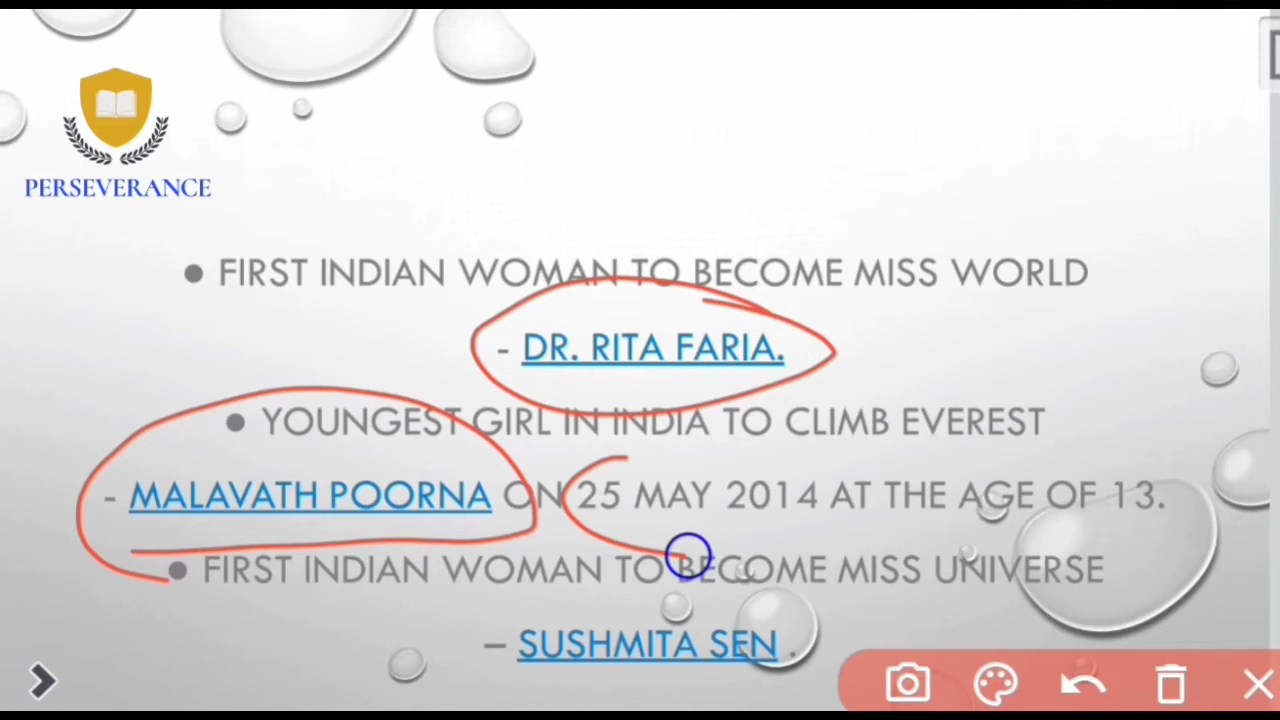 PERSEVERANCE
● FIRST INDIAN WOMAN TO BECOME MISS WORLD
- DR. RITA FARIA.
● YOUNGEST GIRL IN INDIA TO CLIMB EVEREST
- MALAVATH POORNA ON 25 MAY 2014 AT THE AGE OF 13.
● FIRST INDIAN WOMAN TO BECOME MISS UNIVERSE
– SUSHMITA SEN .